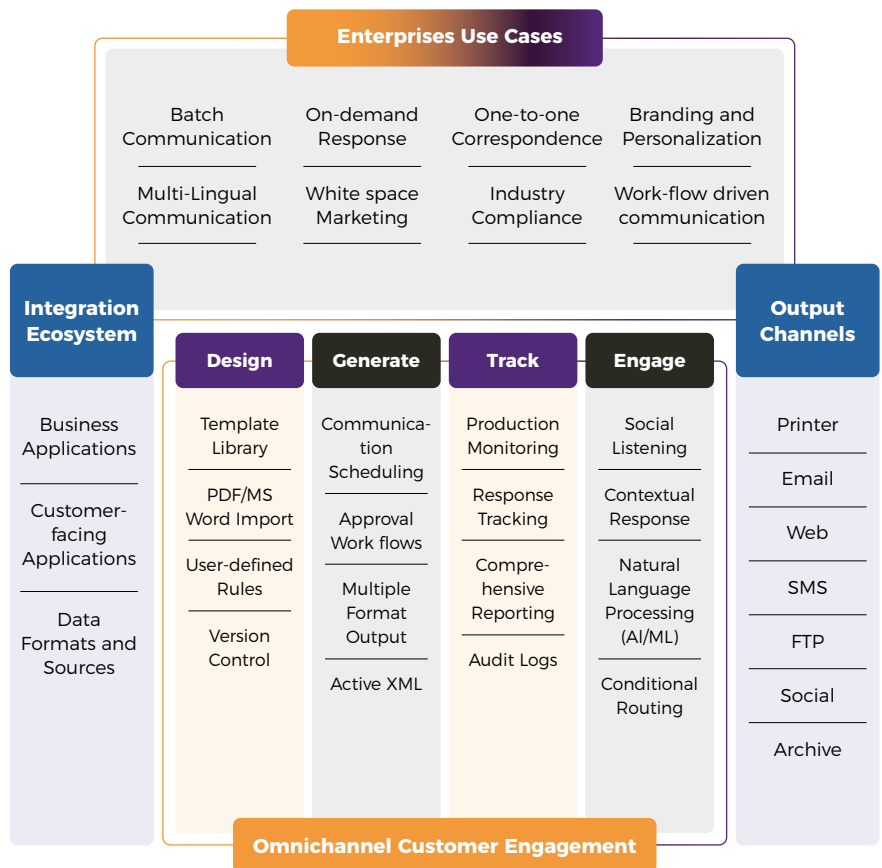 Enterprises Use Cases
Batch
Communication
On-demand
Response
One-to-one
Correspondence
Branding and
Personalization
Multi-Lingual
Communication
White space
Marketing
Industry
Compliance
Work-flow driven
communication
Integration
Ecosystem
Business
Applications
Customer-
facing
Applications
Data
Formats and
Sources
Design
Template
Library
PDF/MS
Word Import
User-defined
Rules
Version
Control
Generate
Communica-
tion
Scheduling
Approval
Work flows
Multiple
Format
Output
Active XML
Track
Production
Monitoring
Response
Tracking
Compre-
hensive
Reporting
Audit Logs
Engage
Social
Listening
Contextual
Response
Natural
Language
Processing
(AI/ML)
Conditional
Routing
Output
Channels
Printer
Email
Web
SMS
FTP
Social
Archive
Omnichannel Customer Engagement